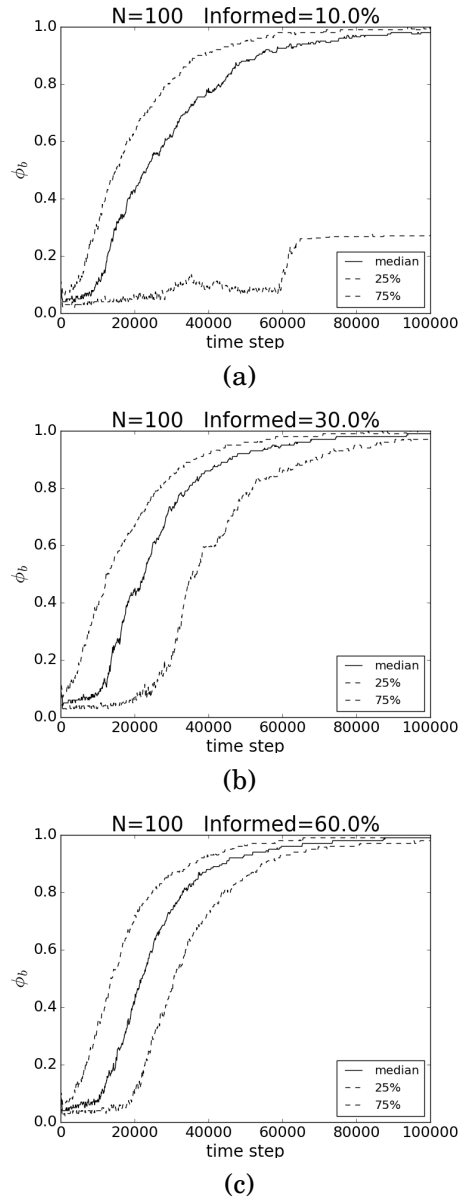 N=100 Informed=10.0%
1.0
0.8
0.6
0.4
0.2
0.0
ϕb
0 20000 40000 60000 80000 100000
time step
median
25%
75%
(a)
N=100 Informed=30.0%
1.0
0.8
0.6
0.4
0.2
0.0
ϕb
0 20000 40000 60000 80000 100000
time step
median
25%
75%
(b)
N=100 Informed=60.0%
1.0
0.8
0.6
0.4
0.2
0.0
ϕb
0 20000 40000 60000 80000 100000
time step
median
25%
75%
(c)